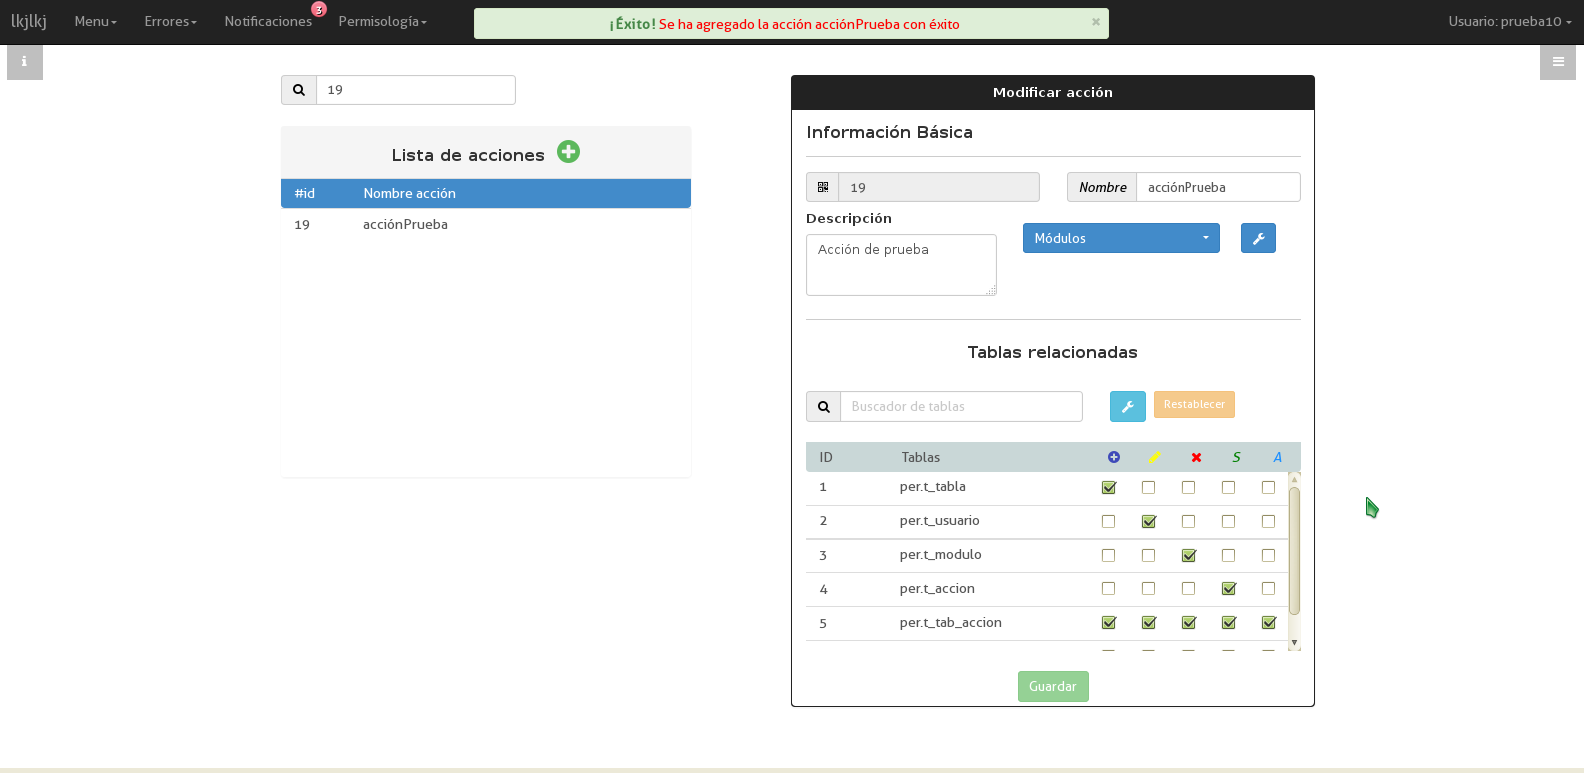 lkjlkj Menu Errores Notificaciones 3 Permisología ¡Éxito! Se ha agregado la acción acciónPrueba con éxito × Usuario: prueba10
19
Lista de acciones
#id Nombre acción
19 acciónPrueba
Modificar acción
Información Básica
19 Nombre acciónPrueba
Descripción
Acción de prueba
Módulos
Tablas relacionadas
Buscador de tablas Restablecer
ID Tablas S A
1 per.t_tabla
2 per.t_usuario
3 per.t_modulo
4 per.t_accion
5 per.t_tab_accion
Guardar